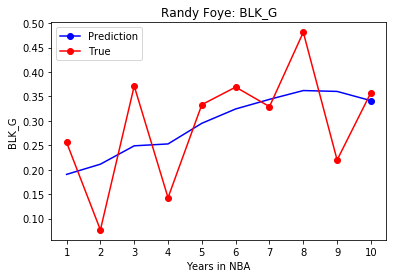 Randy Foye: BLK_G
Prediction
True
BLK_G
0.50
0.45
0.40
0.35
0.30
0.25
0.20
0.15
0.10
1 2 3 4 5 6 7 8 9 10
Years in NBA